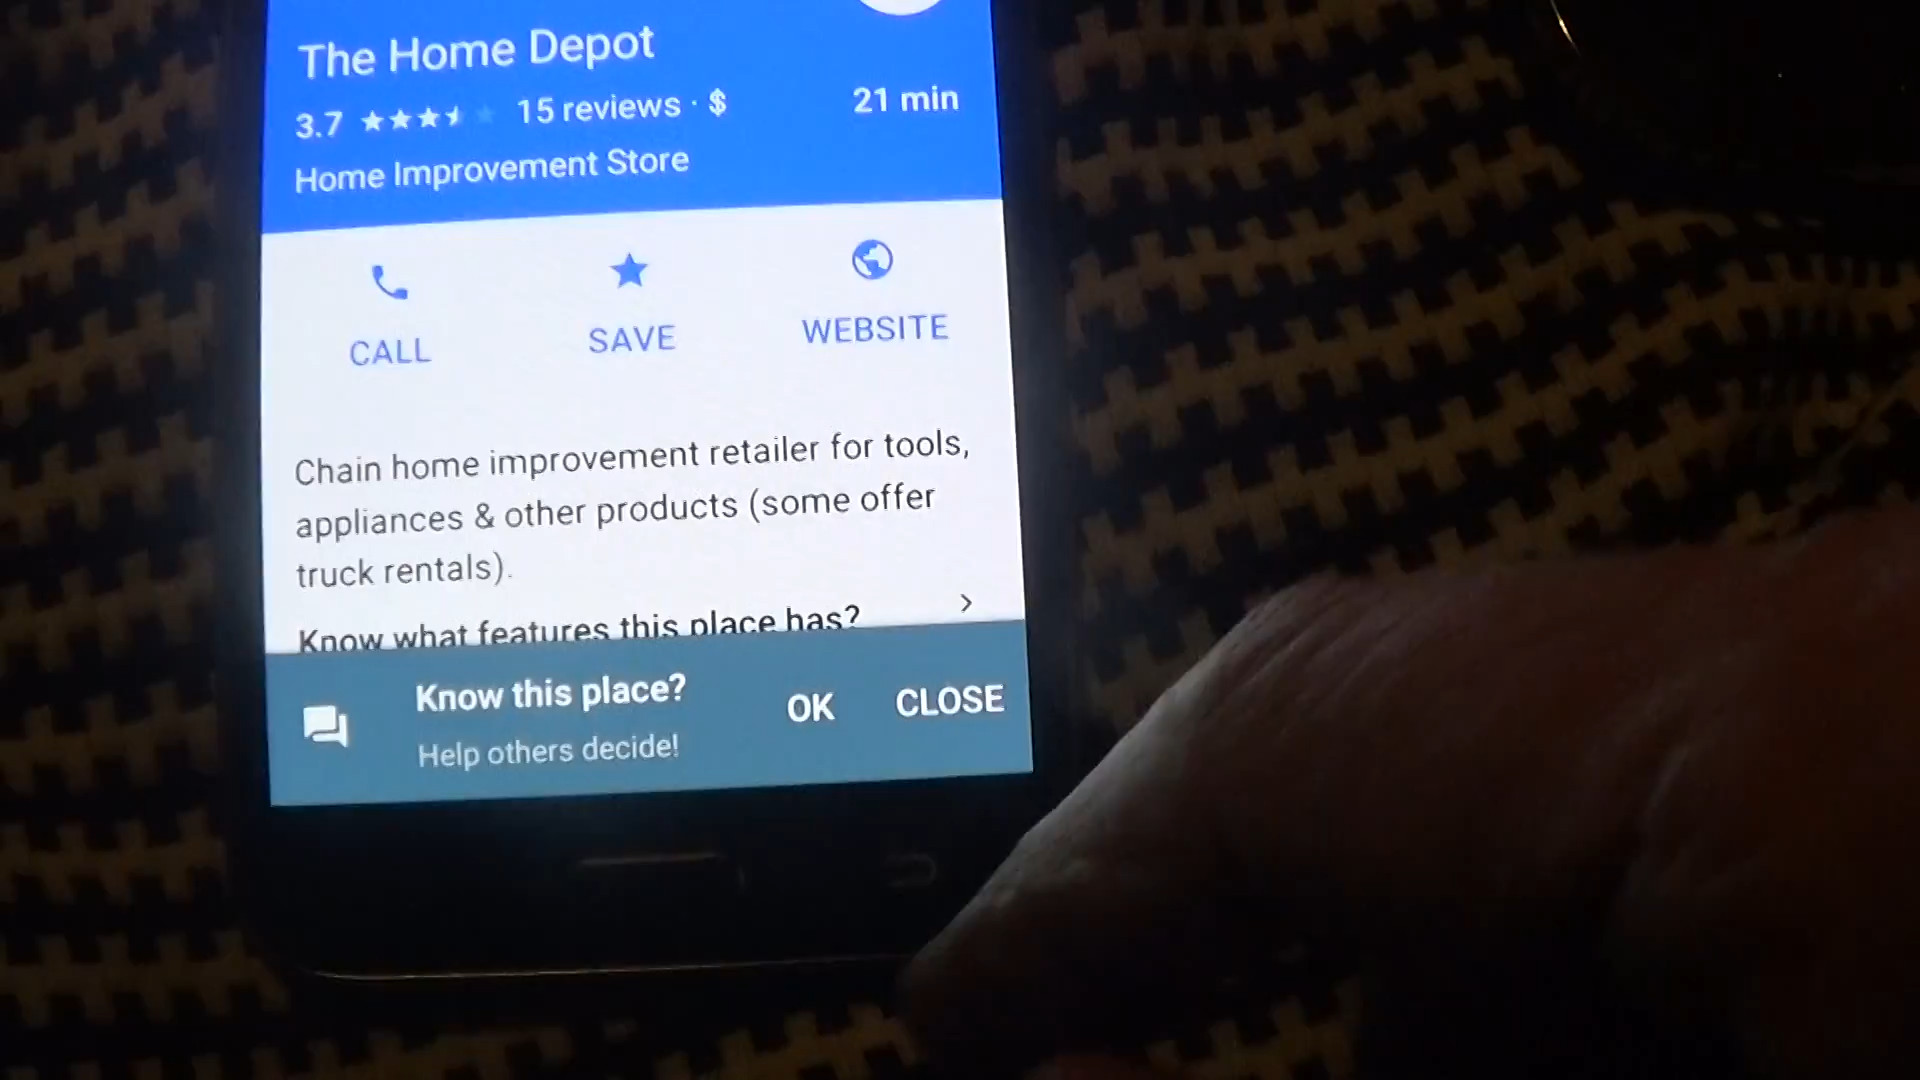 The Home Depot
3.7 15 reviews · $ 21 min
Home Improvement Store
CALL SAVE WEBSITE
Chain home improvement retailer for tools,
appliances & other products (some offer
truck rentals).
Know what features this place has?
Know this place? OK CLOSE
Help others decide!